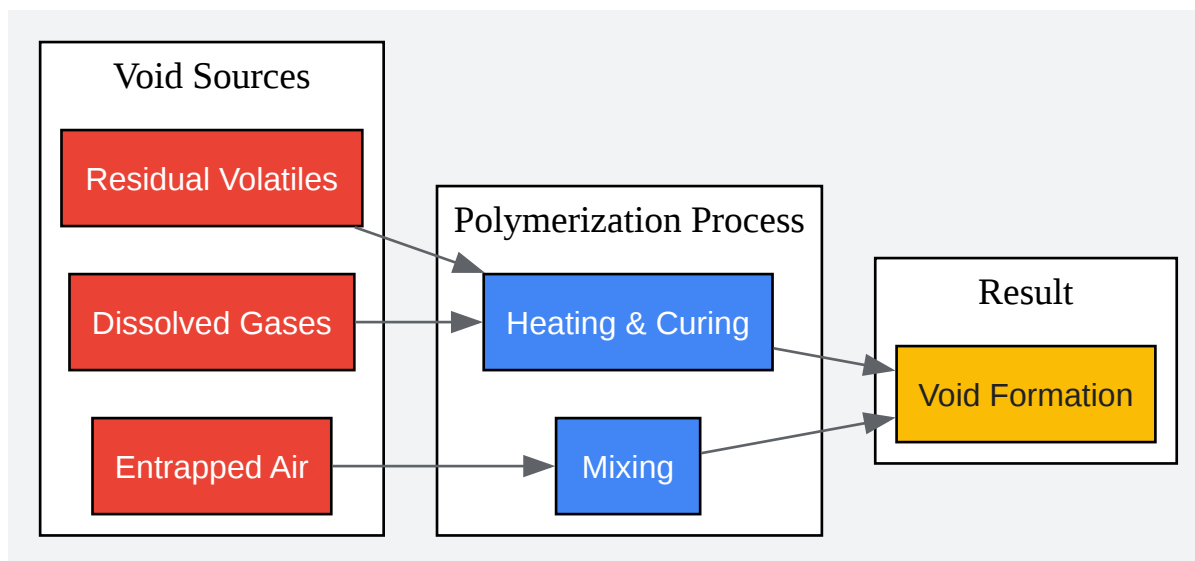 Void Sources
Residual Volatiles
Dissolved Gases
Entrapped Air
Polymerization Process
Heating & Curing
Mixing
Result
Void Formation